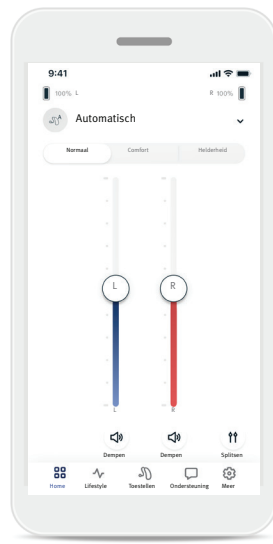 9:41
100% L R 100%
A
Automatisch
Normaal Comfort Helderheid
L R
L R
Dempen Dempen Splitsen
Home Lifestyle Toestellen Ondersteuning Meer